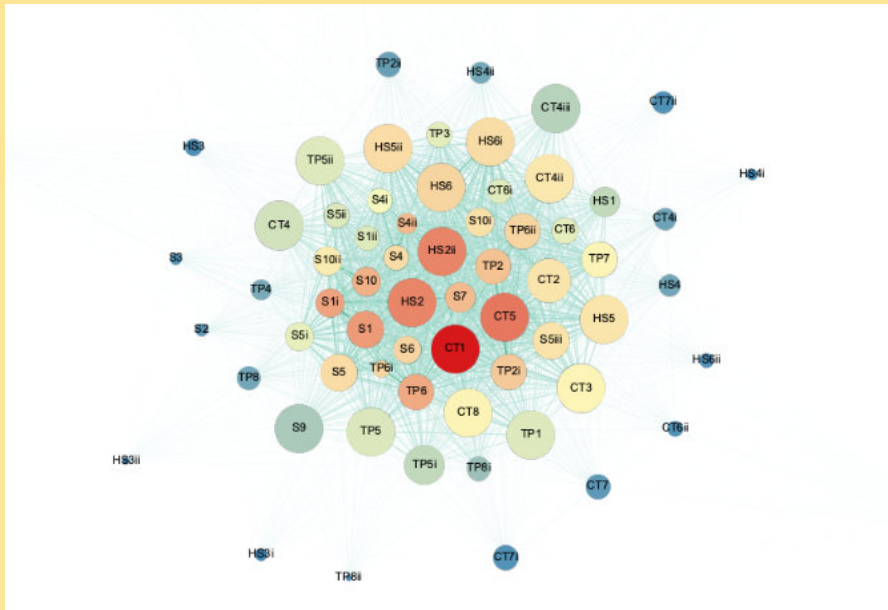 TP2i
HS4ii
CT7ii
CT4iii
TP3
HS6i
HS5ii
HS3
TP5ii
HS4i
HS6
CT4ii
CT6i
S4i
HS1
S5ii
S4ii
S10i
CT4i
CT4
TP6ii
CT6
S1ii
HS2ii
S3
S4
TP7
S10ii
TP2
S10
CT2
HS4
TP4
S7
S1i
HS2
CT5
HS5
S2
S1
S5i
S5iii
S6
CT1
HS6ii
TP6i
TP2i
S5
TP8
CT3
TP6
CT8
S9
CT6ii
TP5
TP1
HS3ii
TP5i
TP8i
CT7
HS3i
CT7i
TP8ii